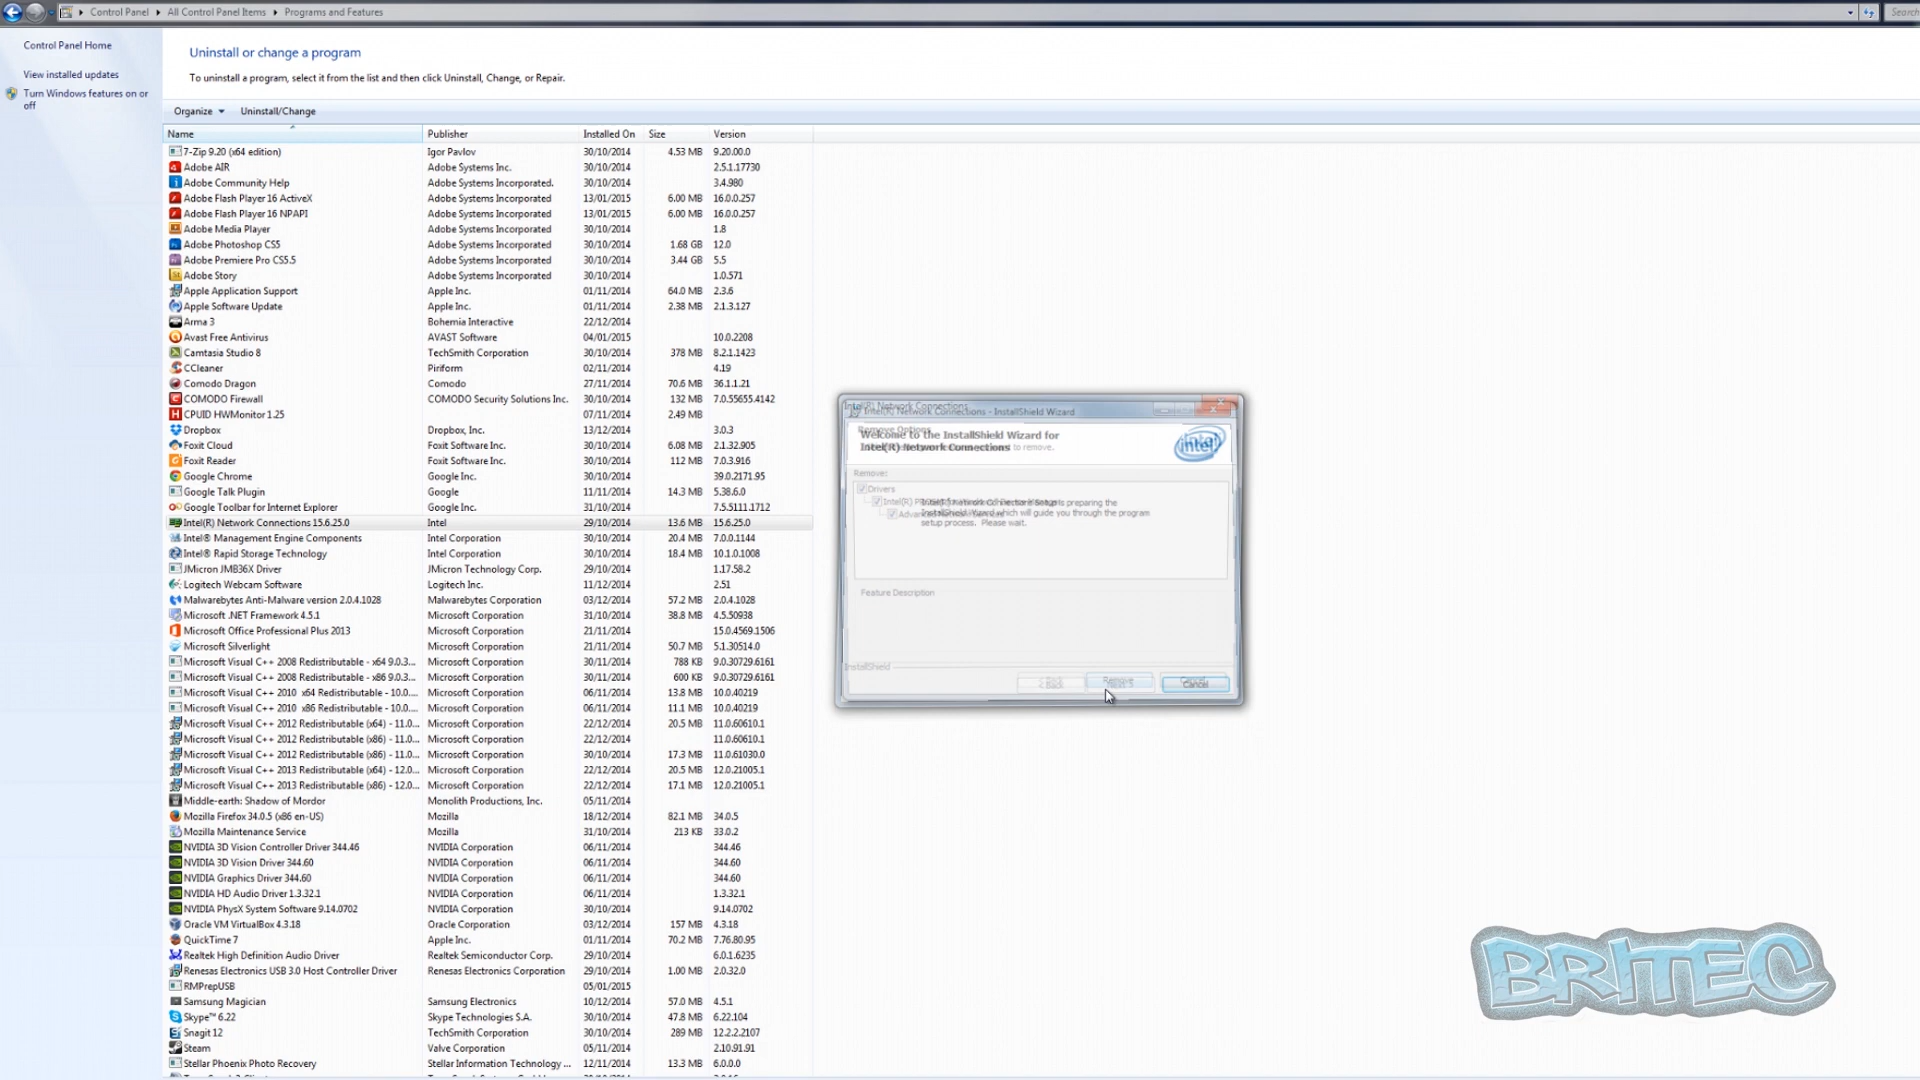 Control Panel All Control Panel Items Programs and Features Search
Control Panel Home
View installed updates
Turn Windows features on or off
Uninstall or change a program
To uninstall a program, select it from the list and then click Uninstall, Change, or Repair.
Organize Uninstall/Change
Name Publisher Installed On Size Version
7-Zip 9.20 (x64 edition) Igor Pavlov 30/10/2014 4.53 MB 9.20.00.0
Adobe AIR Adobe Systems Inc. 30/10/2014 2.5.1.17730
Adobe Community Help Adobe Systems Incorporated. 30/10/2014 3.4.980
Adobe Flash Player 16 ActiveX Adobe Systems Incorporated 13/01/2015 6.00 MB 16.0.0.257
Adobe Flash Player 16 NPAPI Adobe Systems Incorporated 13/01/2015 6.00 MB 16.0.0.257
Adobe Media Player Adobe Systems Incorporated 30/10/2014 1.8
Adobe Photoshop CS5 Adobe Systems Incorporated 30/10/2014 1.68 GB 12.0
Adobe Premiere Pro CS5.5 Adobe Systems Incorporated 30/10/2014 3.44 GB 5.5
Adobe Story Adobe Systems Incorporated 30/10/2014 1.0.571
Apple Application Support Apple Inc. 01/11/2014 64.0 MB 2.3.6
Apple Software Update Apple Inc. 01/11/2014 2.38 MB 2.1.3.127
Arma 3 Bohemia Interactive 22/12/2014
Avast Free Antivirus AVAST Software 04/01/2015 10.0.2208
Camtasia Studio 8 TechSmith Corporation 30/10/2014 378 MB 8.2.1.1423
CCleaner Piriform 02/11/2014 4.19
Comodo Dragon Comodo 27/11/2014 70.6 MB 36.1.1.21
COMODO Firewall COMODO Security Solutions Inc. 30/10/2014 132 MB 7.0.55655.4142
CPUID HWMonitor 1.25 07/11/2014 2.49 MB
Dropbox Dropbox, Inc. 13/12/2014 3.0.3
Foxit Cloud Foxit Software Inc. 30/10/2014 6.08 MB 2.1.32.905
Foxit Reader Foxit Software Inc. 30/10/2014 112 MB 7.0.3.916
Google Chrome Google Inc. 30/10/2014 39.0.2171.95
Google Talk Plugin Google 11/11/2014 14.3 MB 5.38.6.0
Google Toolbar for Internet Explorer Google Inc. 31/10/2014 7.5.5111.1712
Intel(R) Network Connections 15.6.25.0 Intel 29/10/2014 13.6 MB 15.6.25.0
Intel® Management Engine Components Intel Corporation 30/10/2014 20.4 MB 7.0.0.1144
Intel® Rapid Storage Technology Intel Corporation 30/10/2014 18.4 MB 10.1.0.1008
JMicron JMB36X Driver JMicron Technology Corp. 29/10/2014 1.17.58.2
Logitech Webcam Software Logitech Inc. 11/12/2014 2.51
Malwarebytes Anti-Malware version 2.0.4.1028 Malwarebytes Corporation 03/12/2014 57.2 MB 2.0.4.1028
Microsoft .NET Framework 4.5.1 Microsoft Corporation 31/10/2014 38.8 MB 4.5.50938
Microsoft Office Professional Plus 2013 Microsoft Corporation 21/11/2014 15.0.4569.1506
Microsoft Silverlight Microsoft Corporation 21/11/2014 50.7 MB 5.1.30514.0
Microsoft Visual C++ 2008 Redistributable - x64 9.0.3... Microsoft Corporation 30/11/2014 788 KB 9.0.30729.6161
Microsoft Visual C++ 2008 Redistributable - x86 9.0.3... Microsoft Corporation 30/11/2014 600 KB 9.0.30729.6161
Microsoft Visual C++ 2010 x64 Redistributable - 10.0.... Microsoft Corporation 06/11/2014 13.8 MB 10.0.40219
Microsoft Visual C++ 2010 x86 Redistributable - 10.0.... Microsoft Corporation 06/11/2014 11.1 MB 10.0.40219
Microsoft Visual C++ 2012 Redistributable (x64) - 11.0... Microsoft Corporation 22/12/2014 20.5 MB 11.0.60610.1
Microsoft Visual C++ 2012 Redistributable (x86) - 11.0... Microsoft Corporation 22/12/2014 11.0.60610.1
Microsoft Visual C++ 2012 Redistributable (x86) - 11.0... Microsoft Corporation 30/10/2014 17.3 MB 11.0.61030.0
Microsoft Visual C++ 2013 Redistributable (x64) - 12.0... Microsoft Corporation 22/12/2014 20.5 MB 12.0.21005.1
Microsoft Visual C++ 2013 Redistributable (x86) - 12.0... Microsoft Corporation 22/12/2014 17.1 MB 12.0.21005.1
Middle-earth: Shadow of Mordor Monolith Productions, Inc. 05/11/2014
Mozilla Firefox 34.0.5 (x86 en-US) Mozilla 18/12/2014 82.1 MB 34.0.5
Mozilla Maintenance Service Mozilla 31/10/2014 213 KB 33.0.2
NVIDIA 3D Vision Controller Driver 344.46 NVIDIA Corporation 06/11/2014 344.46
NVIDIA 3D Vision Driver 344.60 NVIDIA Corporation 06/11/2014 344.60
NVIDIA Graphics Driver 344.60 NVIDIA Corporation 06/11/2014 344.60
NVIDIA HD Audio Driver 1.3.32.1 NVIDIA Corporation 06/11/2014 1.3.32.1
NVIDIA PhysX System Software 9.14.0702 NVIDIA Corporation 30/10/2014 9.14.0702
Oracle VM VirtualBox 4.3.18 Oracle Corporation 03/12/2014 157 MB 4.3.18
QuickTime 7 Apple Inc. 01/11/2014 70.2 MB 7.76.80.95
Realtek High Definition Audio Driver Realtek Semiconductor Corp. 29/10/2014 6.0.1.6235
Renesas Electronics USB 3.0 Host Controller Driver Renesas Electronics Corporation 29/10/2014 1.00 MB 2.0.32.0
RMPrepUSB 05/01/2015
Samsung Magician Samsung Electronics 10/12/2014 57.0 MB 4.5.1
Skype™ 6.22 Skype Technologies S.A. 30/10/2014 47.8 MB 6.22.104
Snagit 12 TechSmith Corporation 30/10/2014 289 MB 12.2.2.2107
Steam Valve Corporation 05/11/2014 2.10.91.91
Stellar Phoenix Photo Recovery Stellar Information Technology ... 12/11/2014 13.3 MB 6.0.0.0
Intel(R) Network Connections
Intel(R) Network Connections - InstallShield Wizard
Remove Options
Welcome to the InstallShield Wizard for
Intel(R) Network Connections to remove.
intel
Remove:
Drivers
Intel(R) Network Connections Setup is preparing the
InstallShield Wizard which will guide you through the program
setup process. Please wait.
Feature Description
InstallShield
< Back Remove Cancel
BRITEC